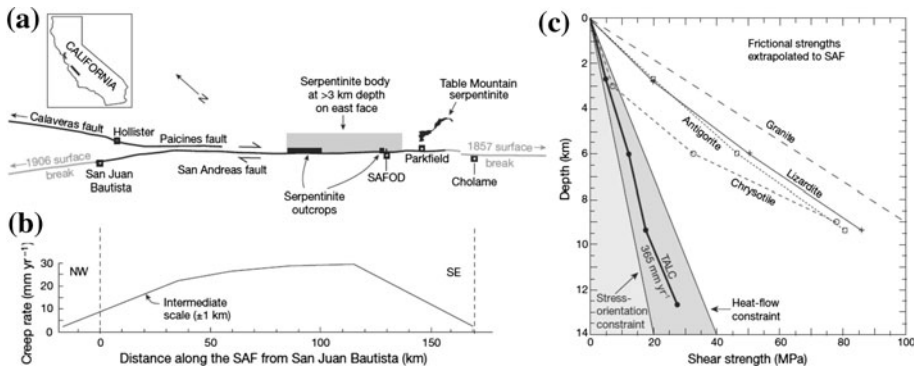 (a)
CALIFORNIA
N
Serpentinite body
at >3 km depth
on east face
Table Mountain
serpentinite
Calaveras fault
Hollister
Paicines fault
1906 surface
break
San Juan
Bautista
San Andreas fault
Serpentinite
outcrops
SAFOD
Parkfield
1857 surface
break
Cholame
(b)
Creep rate (mm yr⁻¹)
30
20
10
0
NW
SE
Intermediate
scale (±1 km)
0
50
100
150
Distance along the SAF from San Juan Bautista (km)
(c)
Depth (km)
0
2
4
6
8
10
12
14
Frictional strengths
extrapolated to SAF
Granite
Antigorite
Lizardite
Chrysotile
TALC
365 mm yr⁻¹
Stress-
orientation
constraint
Heat-flow
constraint
0
20
40
60
80
100
Shear strength (MPa)